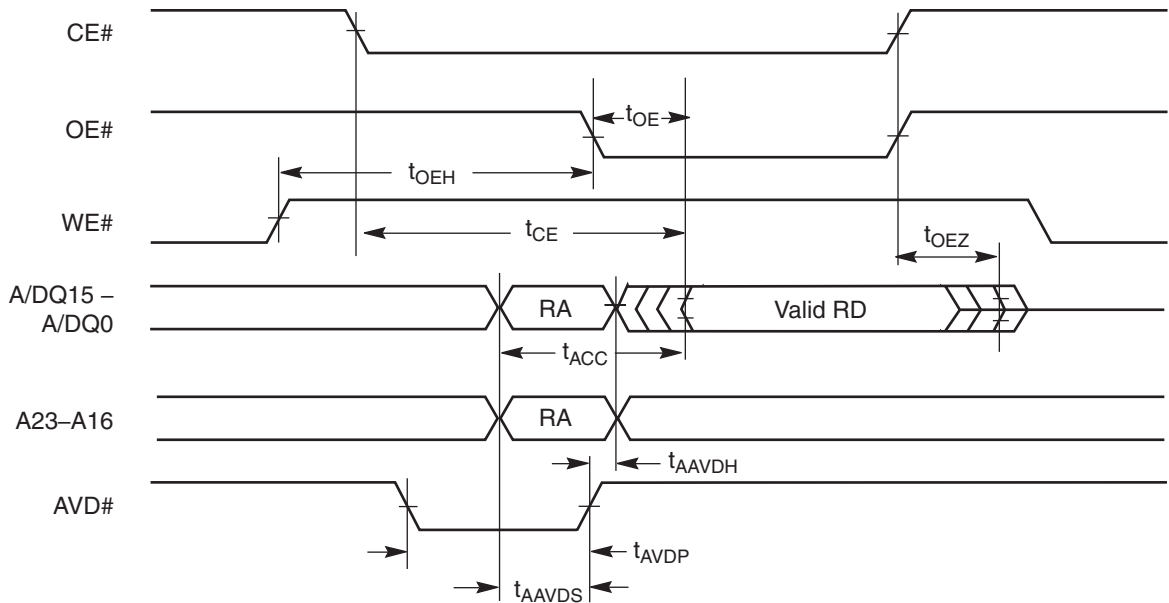 CE#
OE#
tOE
tOEH
WE#
tCE
tOEZ
A/DQ15 –
A/DQ0
RA
Valid RD
tACC
A23–A16
RA
tAAVDH
AVD#
tAVDP
tAAVDS